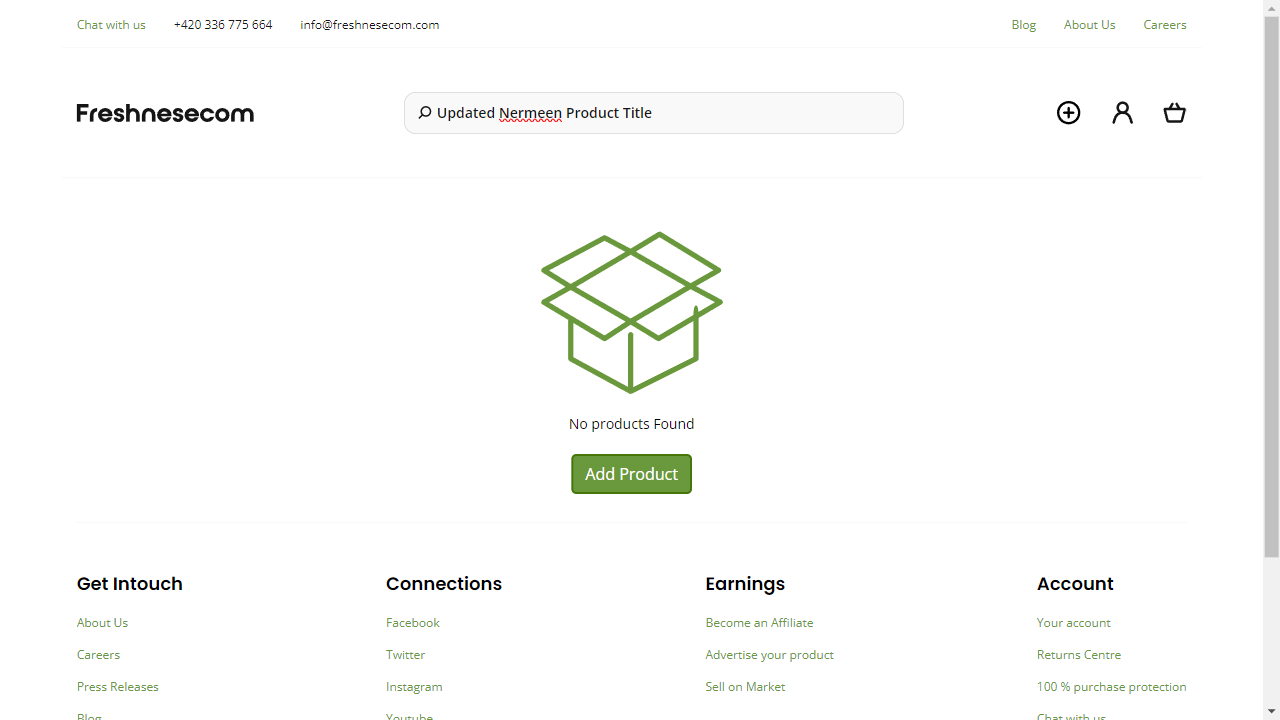 Chat with us +420 336 775 664 info@freshnesecom.com Blog About Us Careers
Freshnesecom
Updated Nermeen Product Title
No products Found
Add Product
Get Intouch
About Us
Careers
Press Releases
Blog
Connections
Facebook
Twitter
Instagram
Youtube
Earnings
Become an Affiliate
Advertise your product
Sell on Market
Account
Your account
Returns Centre
100 % purchase protection
Chat with us